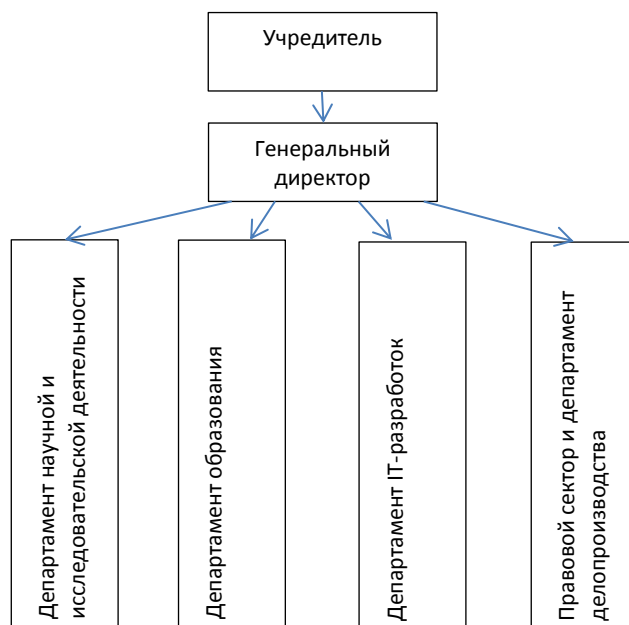 Учредитель
Генеральный
директор
Департамент научной и
исследовательской деятельности
Департамент образования
Департамент IT-разработок
Правовой сектор и департамент
делопроизводства